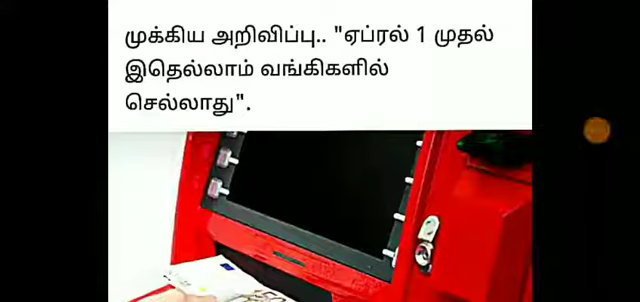 முக்கிய அறிவிப்பு.. "ஏப்ரல் 1 முதல்
இதெல்லாம் வங்கிகளில்
செல்லாது".